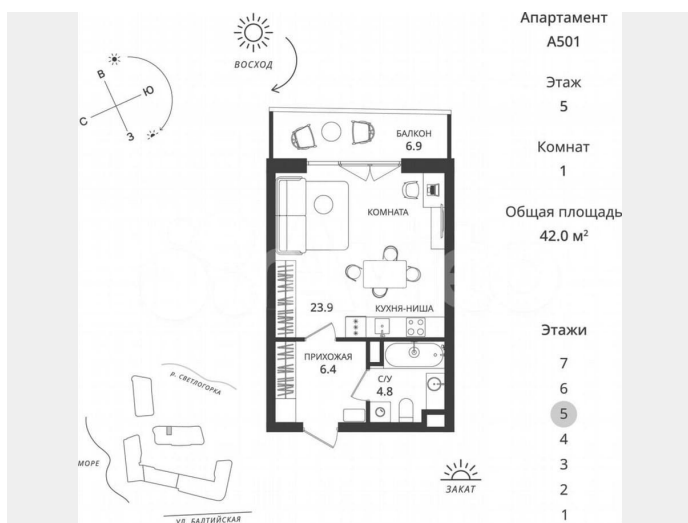 Апартамент
А501
ВОСХОД
Этаж
5
В
Ю
С
З
БАЛКОН
6.9
Комнат
1
КОМНАТА
Общая площадь
42.0 м²
23.9
КУХНЯ-НИША
Этажи
ПРИХОЖАЯ
6.4
С/У
4.8
7
6
5
4
3
2
1
р. СВЕТЛОГОРКА
МОРЕ
ЗАКАТ
УЛ. БАЛТИЙСКАЯ